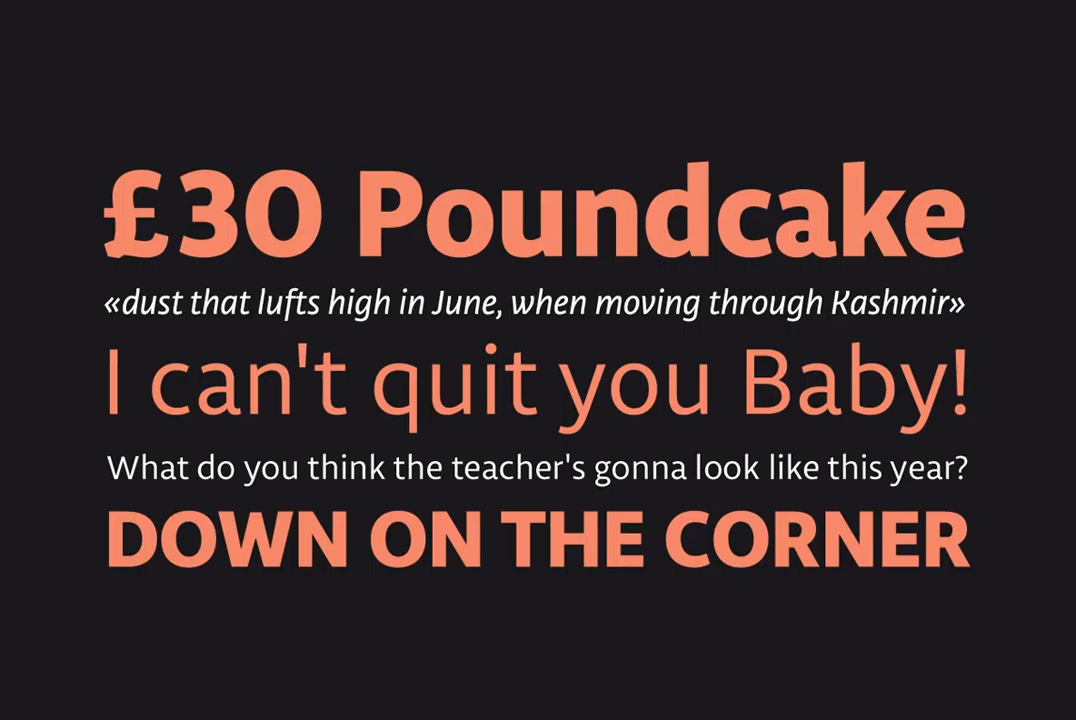 £30 Poundcake
«dust that lufts high in June, when moving through Kashmir»
I can't quit you Baby!
What do you think the teacher's gonna look like this year?
DOWN ON THE CORNER